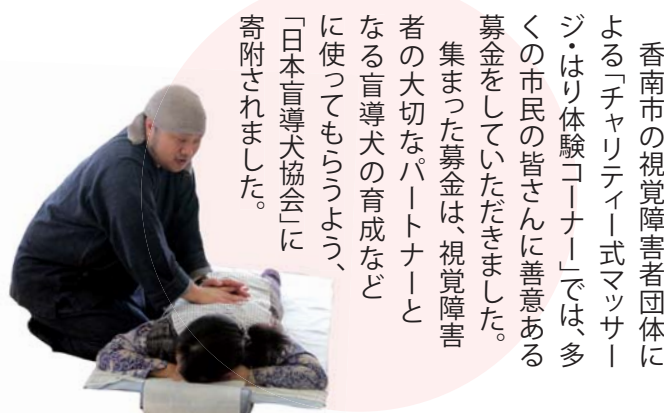 香南市の視覚障害者団体に
よる「チャリティー式マッサー
ジ・はり体験コーナー」では、多
くの市民の皆さんに善意ある
募金をしていただきました。
　集まった募金は、視覚障害
者の大切なパートナーと
なる盲導犬の育成など
に使ってもらうよう、
「日本盲導犬協会」に
寄附されました。